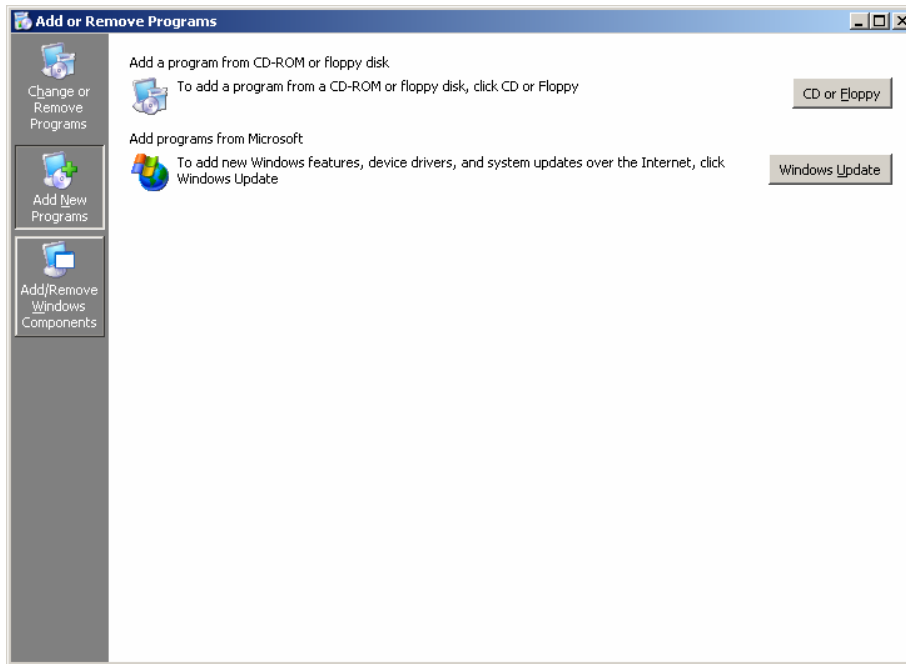 Add or Remove Programs
Change or
Remove
Programs
Add New
Programs
Add/Remove
Windows
Components
Add a program from CD-ROM or floppy disk
To add a program from a CD-ROM or floppy disk, click CD or Floppy
CD or Floppy
Add programs from Microsoft
To add new Windows features, device drivers, and system updates over the Internet, click
Windows Update
Windows Update